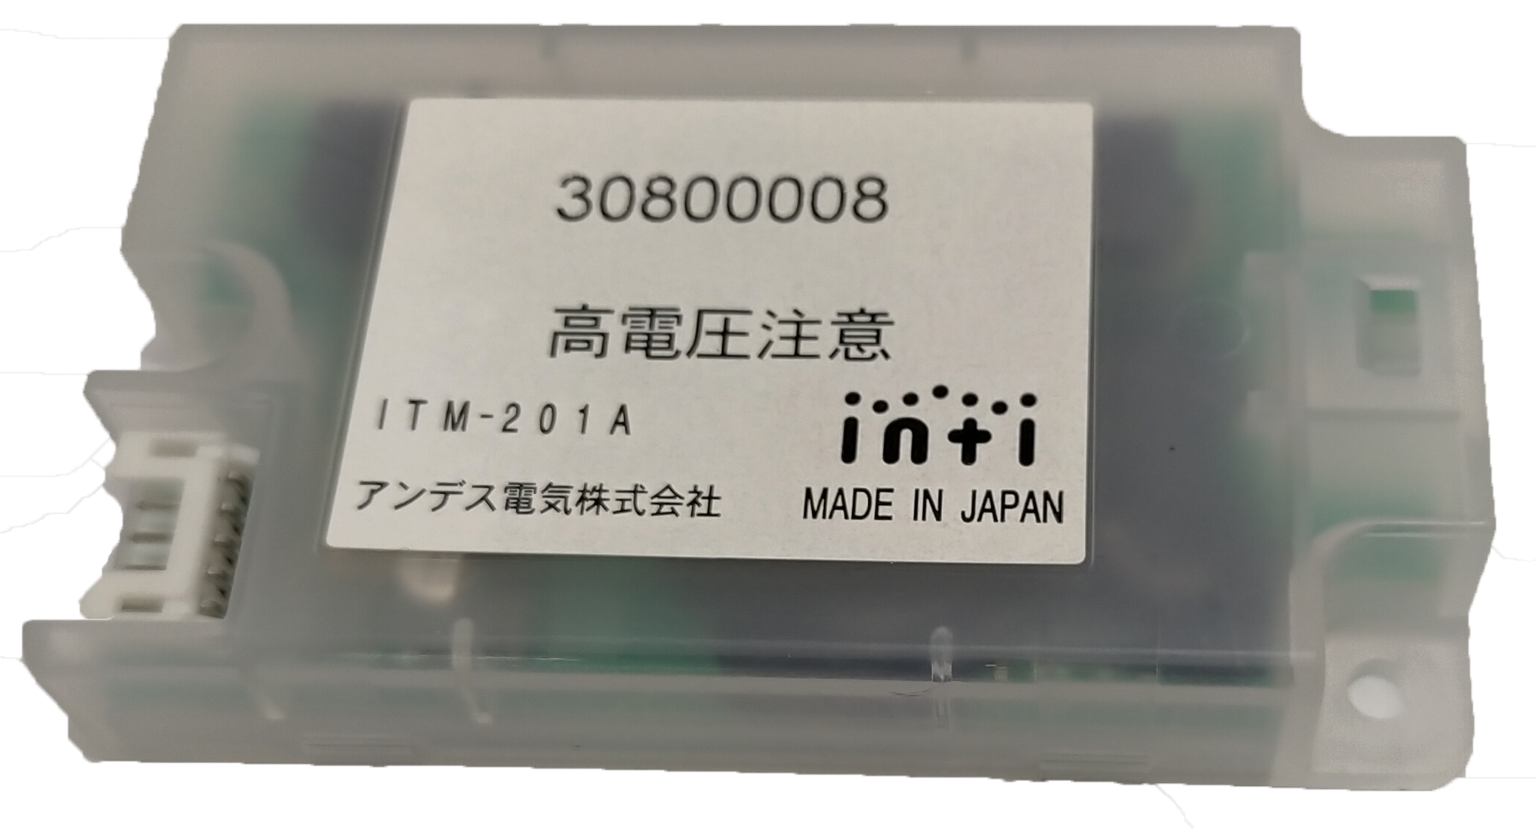 30800008
高電圧注意
ITM-201A
inti
アンデス電気株式会社
MADE IN JAPAN